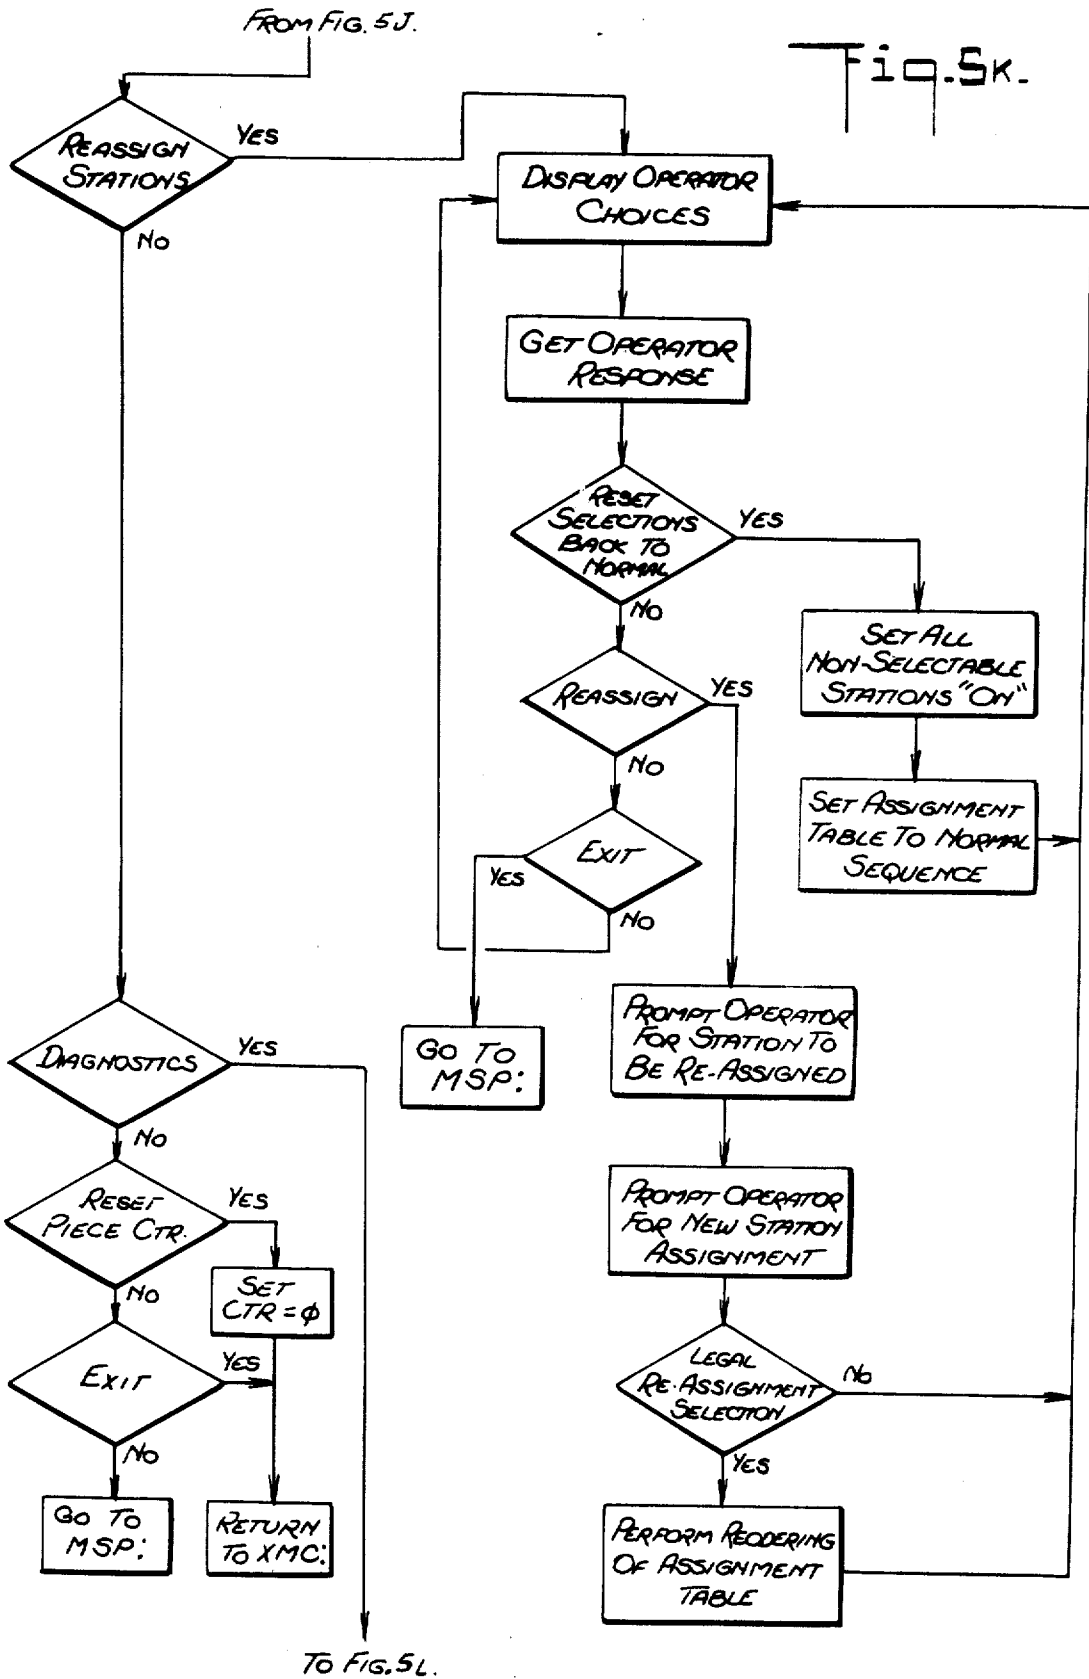 FROM FIG. 5J.
Fig. 5K.
REASSIGN
STATIONS
YES
NO
DISPLAY OPERATOR
CHOICES
GET OPERATOR
RESPONSE
RESET
SELECTIONS
BACK TO
NORMAL
YES
NO
SET ALL
NON-SELECTABLE
STATIONS "ON"
SET ASSIGNMENT
TABLE TO NORMAL
SEQUENCE
REASSIGN
YES
NO
EXIT
YES
NO
GO TO
MSP:
PROMPT OPERATOR
FOR STATION TO
BE RE-ASSIGNED
PROMPT OPERATOR
FOR NEW STATION
ASSIGNMENT
LEGAL
RE-ASSIGNMENT
SELECTION
NO
YES
PERFORM REODERING
OF ASSIGNMENT
TABLE
DIAGNOSTICS
YES
NO
RESET
PIECE CTR.
YES
NO
SET
CTR = φ
EXIT
YES
NO
GO TO
MSP:
RETURN
TO XMC:
TO FIG. 5L.